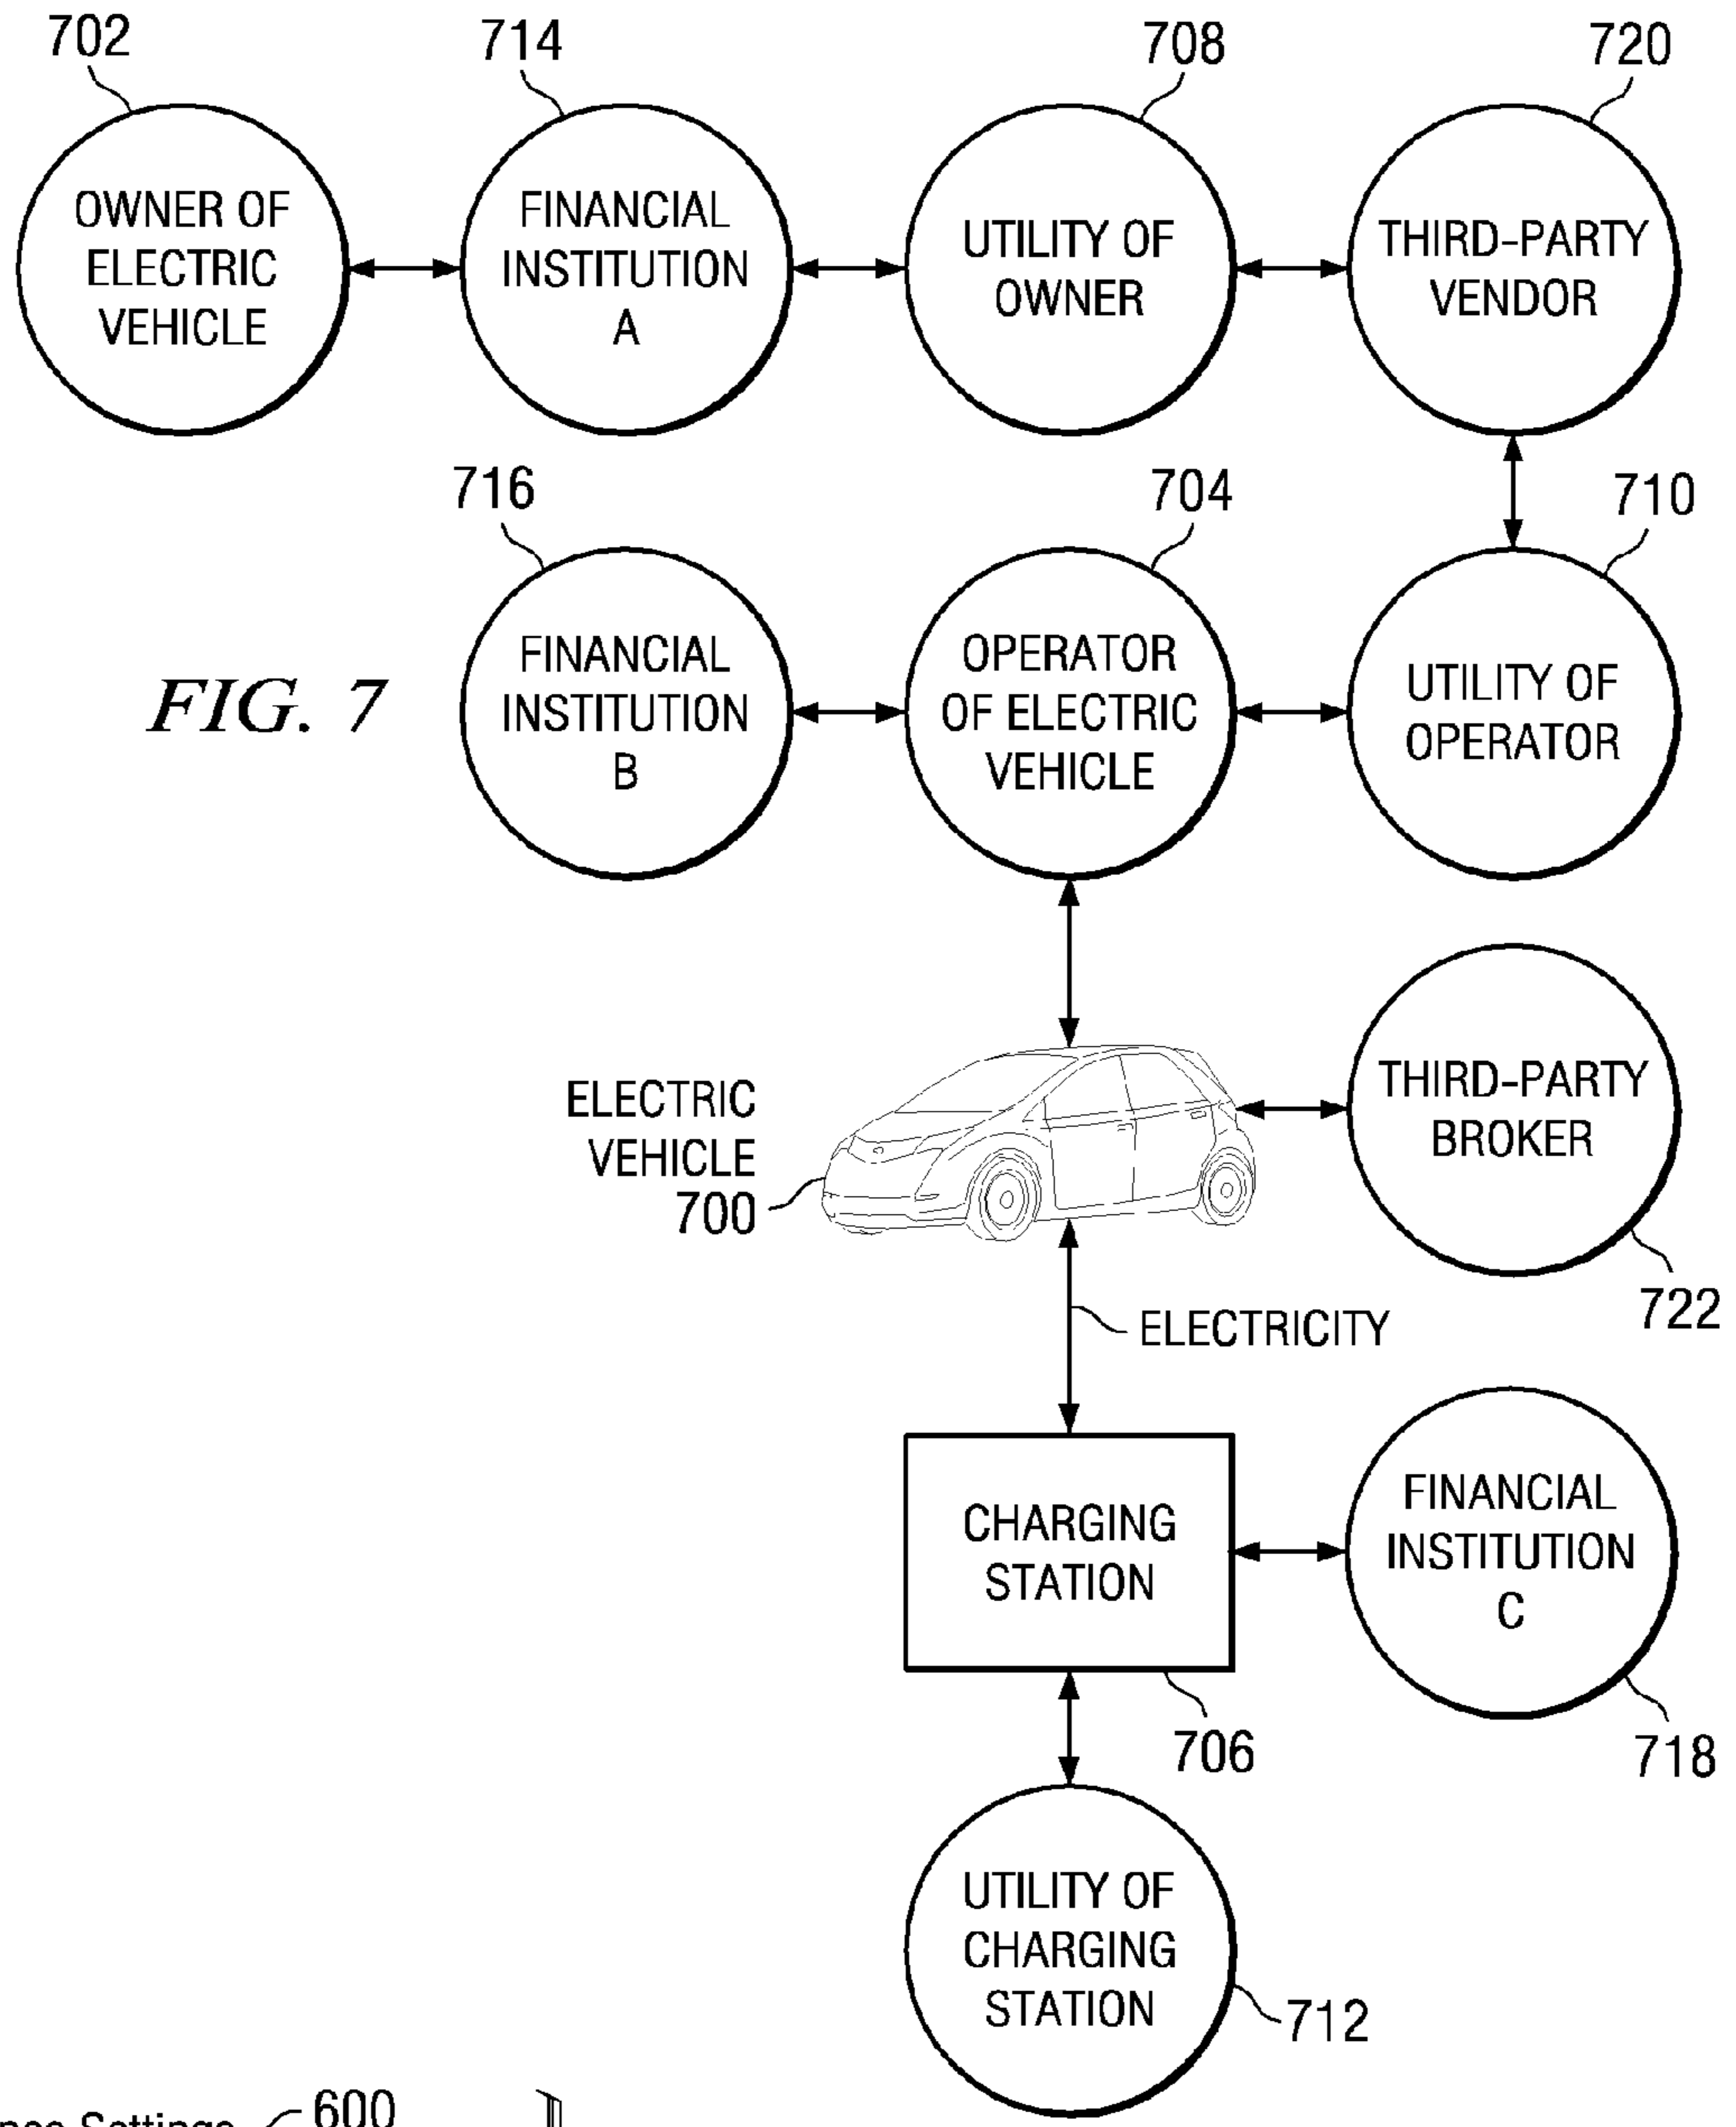 702
714
708
720
OWNER OF
ELECTRIC
VEHICLE
FINANCIAL
INSTITUTION
A
UTILITY OF
OWNER
THIRD-PARTY
VENDOR
716
704
710
FIG. 7
FINANCIAL
INSTITUTION
B
OPERATOR
OF ELECTRIC
VEHICLE
UTILITY OF
OPERATOR
ELECTRIC
VEHICLE
700
THIRD-PARTY
BROKER
722
ELECTRICITY
CHARGING
STATION
706
FINANCIAL
INSTITUTION
C
718
UTILITY OF
CHARGING
STATION
712
Settings 600